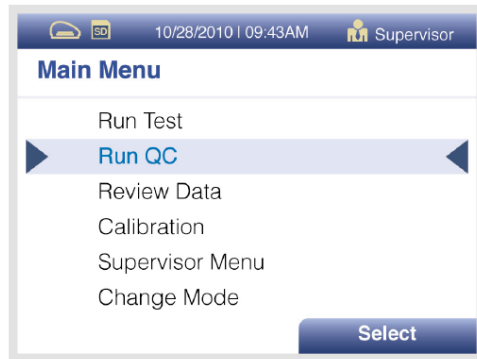 SD 10/28/2010 | 09:43AM Supervisor
Main Menu
Run Test
Run QC
Review Data
Calibration
Supervisor Menu
Change Mode
Select